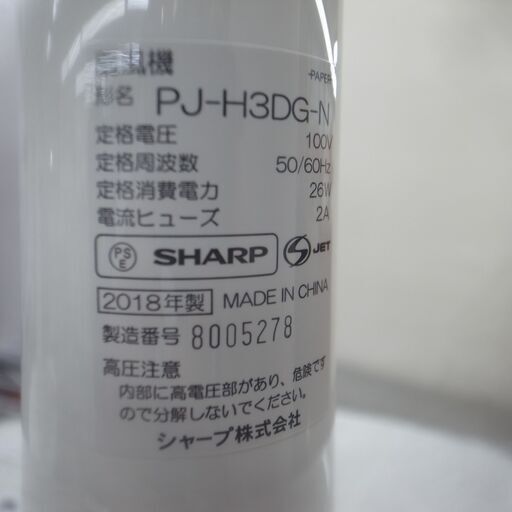 扇風機
-PAPER-
形名 PJ-H3DG-N
定格電圧 100V
定格周波数 50/60Hz
定格消費電力 26W
電流ヒューズ 2A
PS
E SHARP S JET
2018年製 MADE IN CHINA
製造番号 8005278
高圧注意
内部に高電圧部があり、危険です
ので分解しないでください。
シャープ株式会社